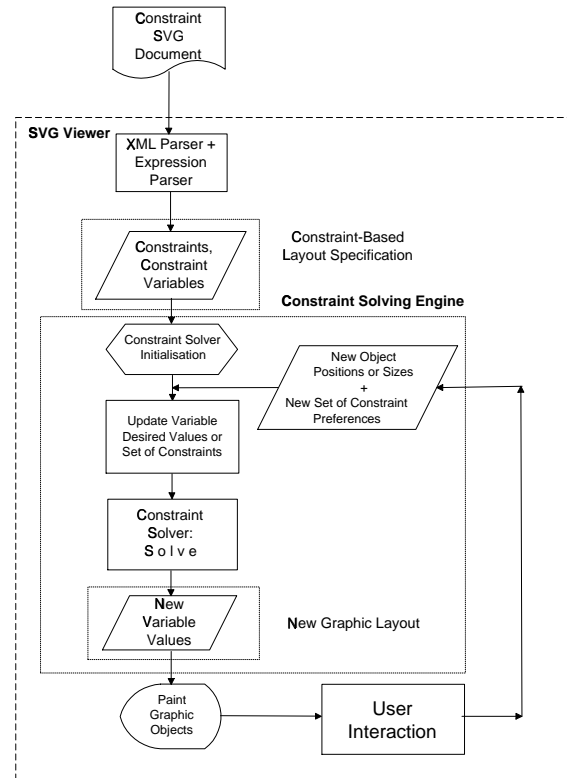 Constraint
SVG
Document
SVG Viewer
XML Parser +
Expression
Parser
Constraints,
Constraint
Variables
Constraint-Based
Layout Specification
Constraint Solving Engine
Constraint Solver
Initialisation
New Object
Positions or Sizes
+
New Set of Constraint
Preferences
Update Variable
Desired Values or
Set of Constraints
Constraint
Solver:
S o l v e
New
Variable
Values
New Graphic Layout
Paint
Graphic
Objects
User
Interaction